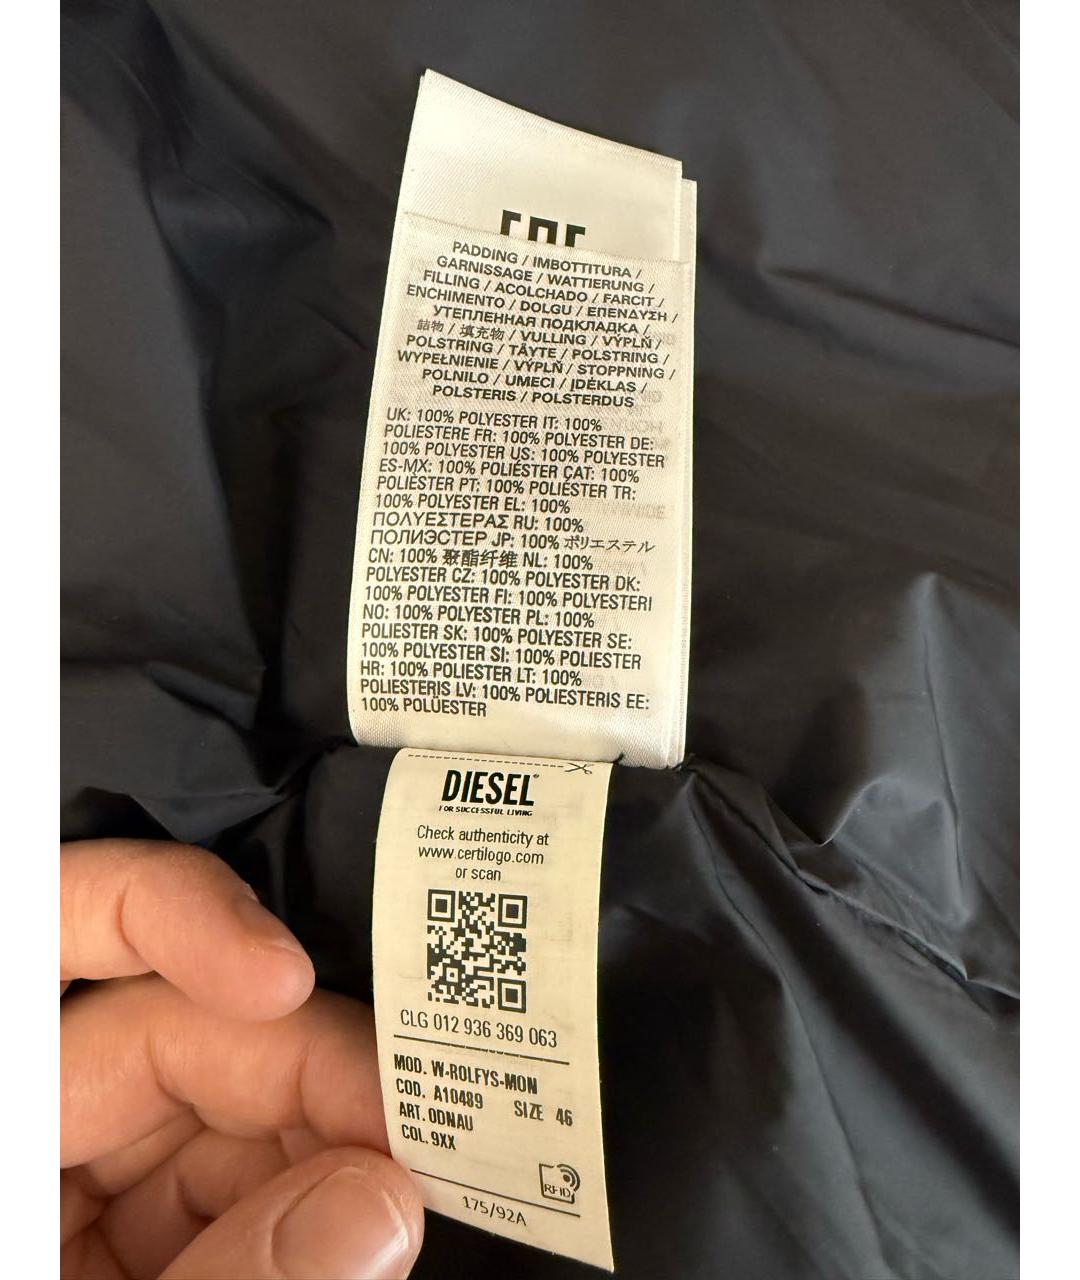 PADDING / IMBOTTITURA /
GARNISSAGE / WATTIERUNG /
FILLING / ACOLCHADO / FARCIT /
ENCHIMENTO / DOLGU / ΕΠΕΝΔΥΣΗ /
УТЕПЛЕННАЯ ПОДКЛАДКА /
詰物 / 填充物 / VULLING / VÝPLŇ /
POLSTRING / TÄYTE / POLSTRING /
WYPEŁNIENIE / VÝPLŇ / STOPPNING /
POLNILO / UMECI / ĮDĖKLAS /
POLSTERIS / POLSTERDUS
UK: 100% POLYESTER IT: 100%
POLIESTERE FR: 100% POLYESTER DE:
100% POLYESTER US: 100% POLYESTER
ES-MX: 100% POLIÉSTER CAT: 100%
POLIÈSTER PT: 100% POLIÉSTER TR:
100% POLYESTER EL: 100%
ΠΟΛΥΕΣΤΕΡΑΣ RU: 100%
ПОЛИЭСТЕР JP: 100% ポリエステル
CN: 100% 聚酯纤维 NL: 100%
POLYESTER CZ: 100% POLYESTER DK:
100% POLYESTER FI: 100% POLYESTERI
NO: 100% POLYESTER PL: 100%
POLIESTER SK: 100% POLYESTER SE:
100% POLYESTER SI: 100% POLIESTER
HR: 100% POLIESTER LT: 100%
POLIESTERIS LV: 100% POLIESTERIS EE:
100% POLÜESTER
DIESEL
FOR SUCCESSFUL LIVING
Check authenticity at
www.certilogo.com
or scan
CLG 012 936 369 063
MOD. W-ROLFYS-MON
COD. A10489 SIZE 46
ART. 0DNAU
COL. 9XX
RFID
175/92A